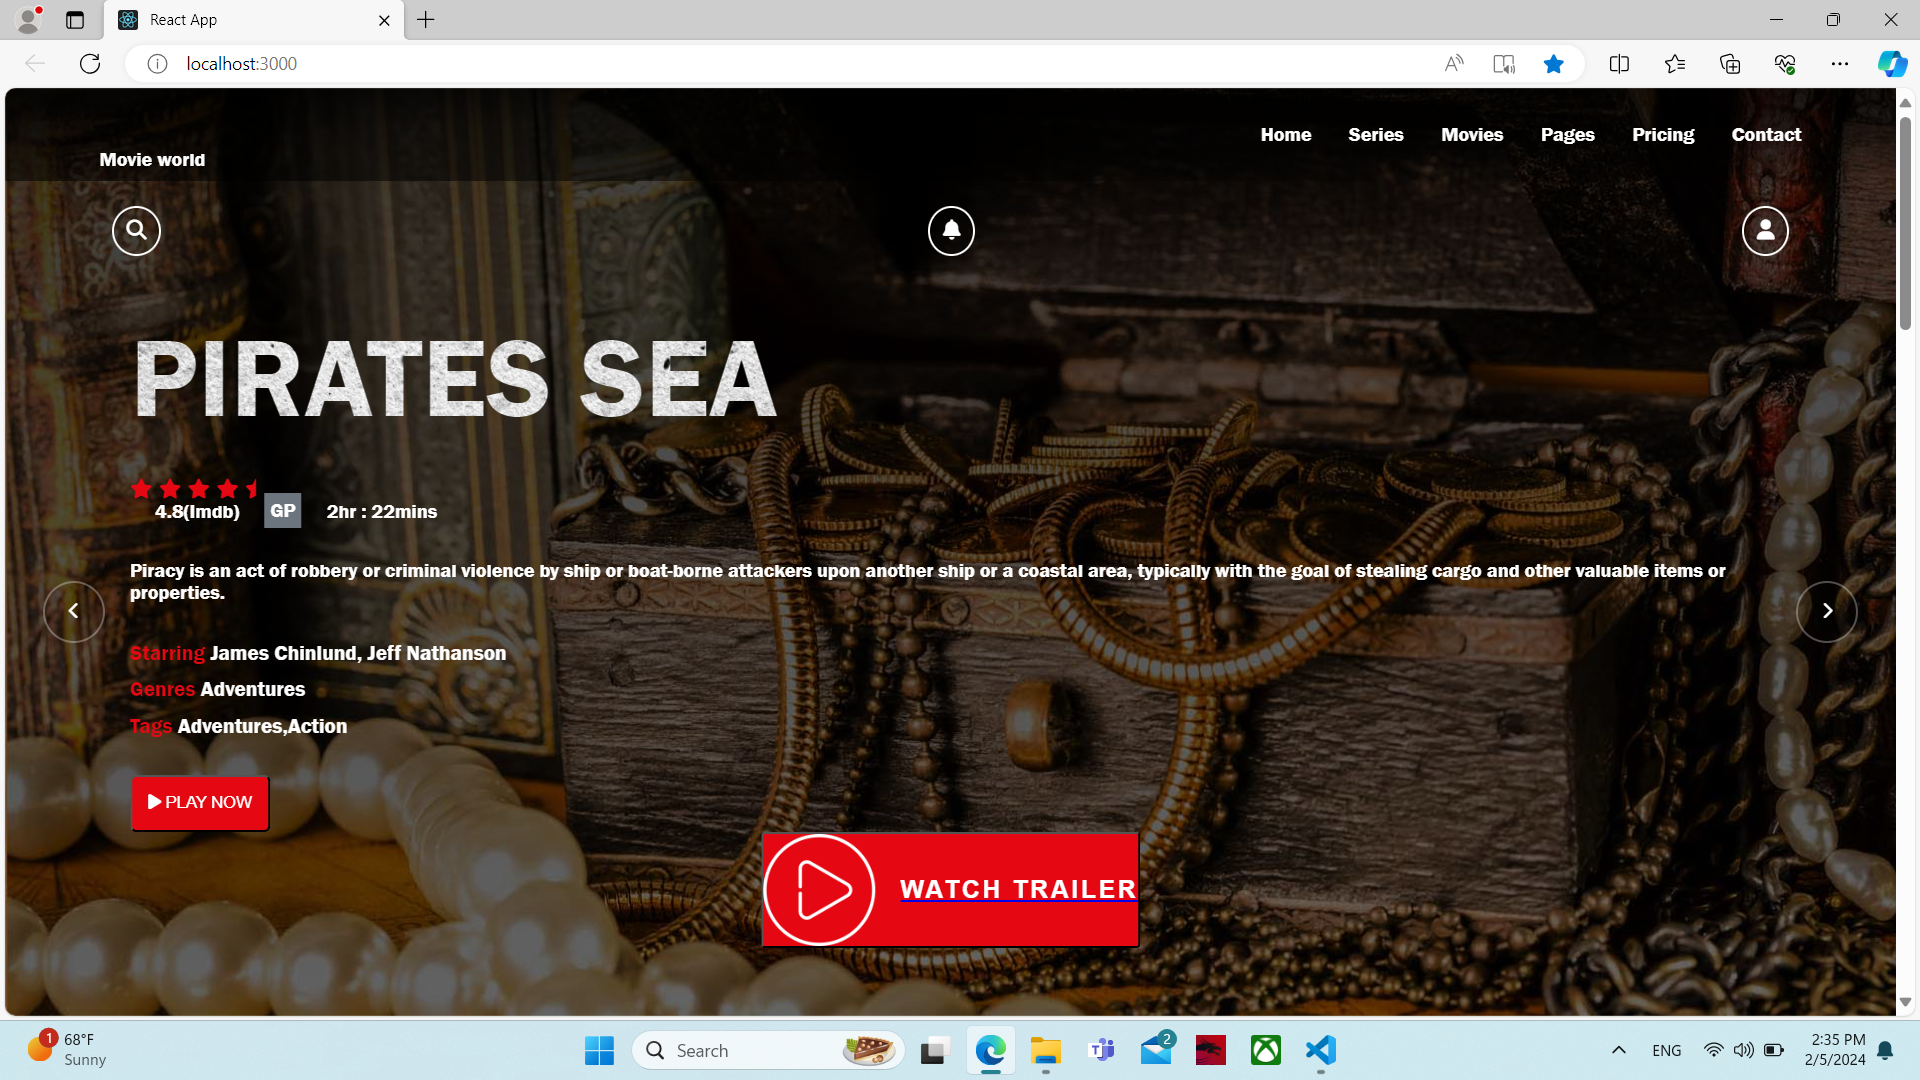 React App
localhost:3000
Home Series Movies Pages Pricing Contact
Movie world
PIRATES SEA
4.8(Imdb) GP 2hr : 22mins
Piracy is an act of robbery or criminal violence by ship or boat-borne attackers upon another ship or a coastal area, typically with the goal of stealing cargo and other valuable items or
properties.
Starring James Chinlund, Jeff Nathanson
Genres Adventures
Tags Adventures,Action
PLAY NOW
WATCH TRAILER
1 68°F
Sunny
Search
2
ENG
2:35 PM
2/5/2024